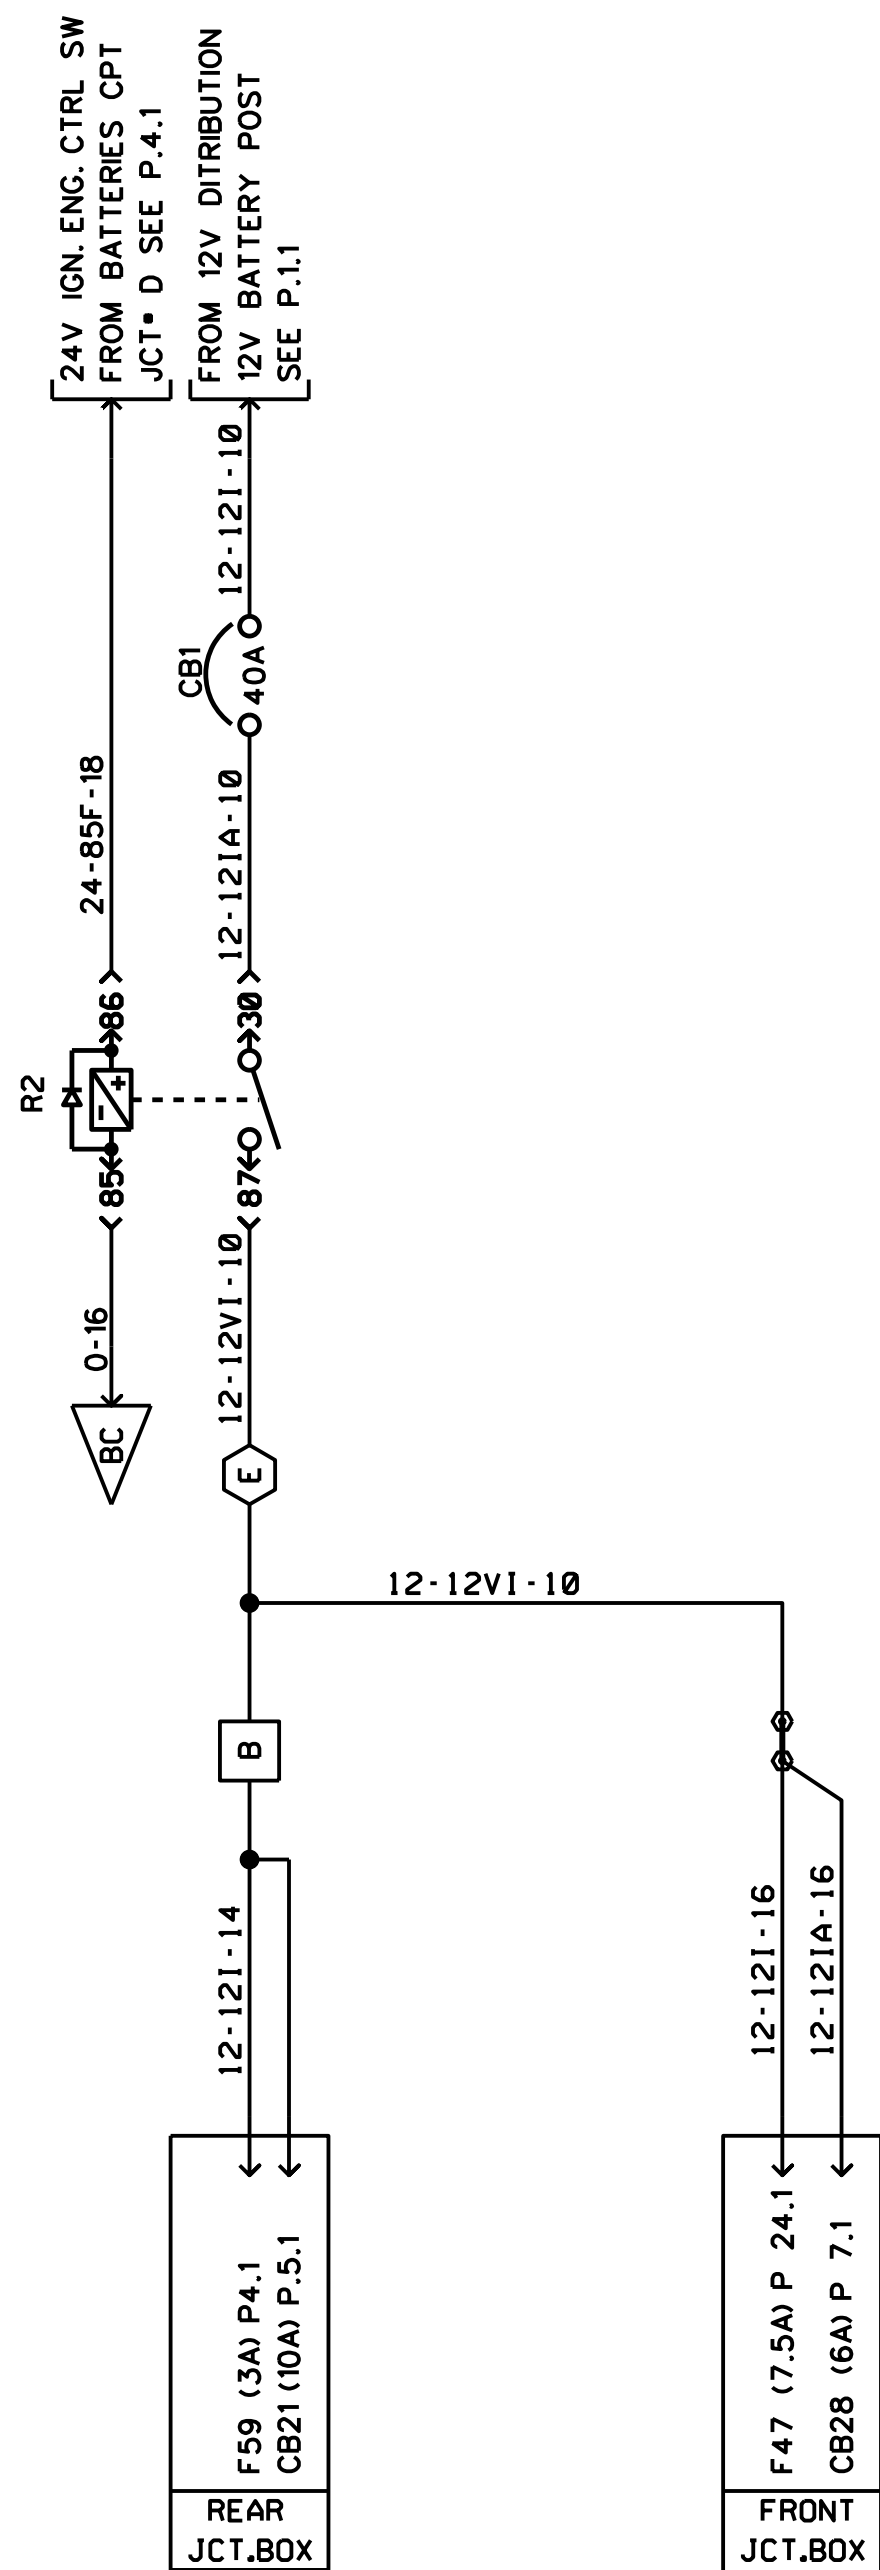 24V IGN. ENG. CTRL SW
FROM BATTERIES CPT
JCT• D SEE P.4.1
FROM 12V DITRIBUTION
12V BATTERY POST
SEE P.1.1
12-12I-10
CB1
40A
24-85F-18
12-12IA-10
86
30
R2
+
-
85
87
12-12VI-10
0-16
BC
E
12-12VI-10
B
12-12I-14
12-12I-16
12-12IA-16
F59 (3A) P4.1
CB21 (10A) P.5.1
F47 (7.5A) P 24.1
CB28 (6A) P 7.1
REAR
JCT.BOX
FRONT
JCT.BOX